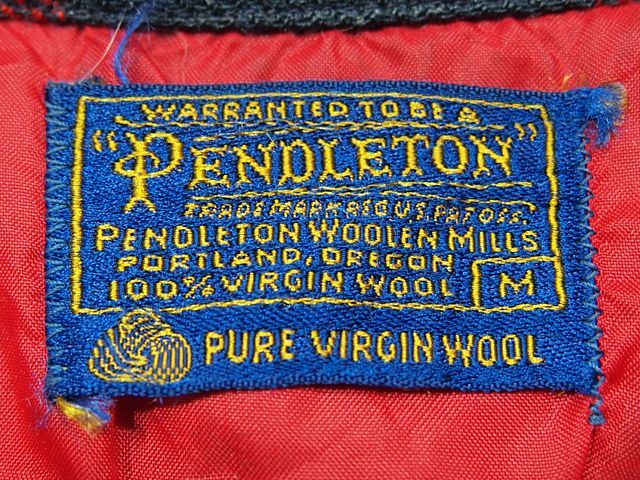 WARRANTED TO BE A
"PENDLETON"
TRADE MARK REG U.S. PAT. OFF.
PENDLETON WOOLEN MILLS
PORTLAND, OREGON
100% VIRGIN WOOL
M
PURE VIRGIN WOOL